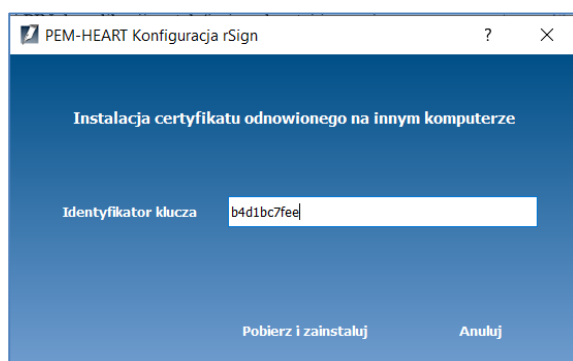 PEM-HEART Konfiguracja rSign
Instalacja certyfikatu odnowionego na innym komputerze
Identyfikator klucza
b4d1bc7fee
Pobierz i zainstaluj
Anuluj